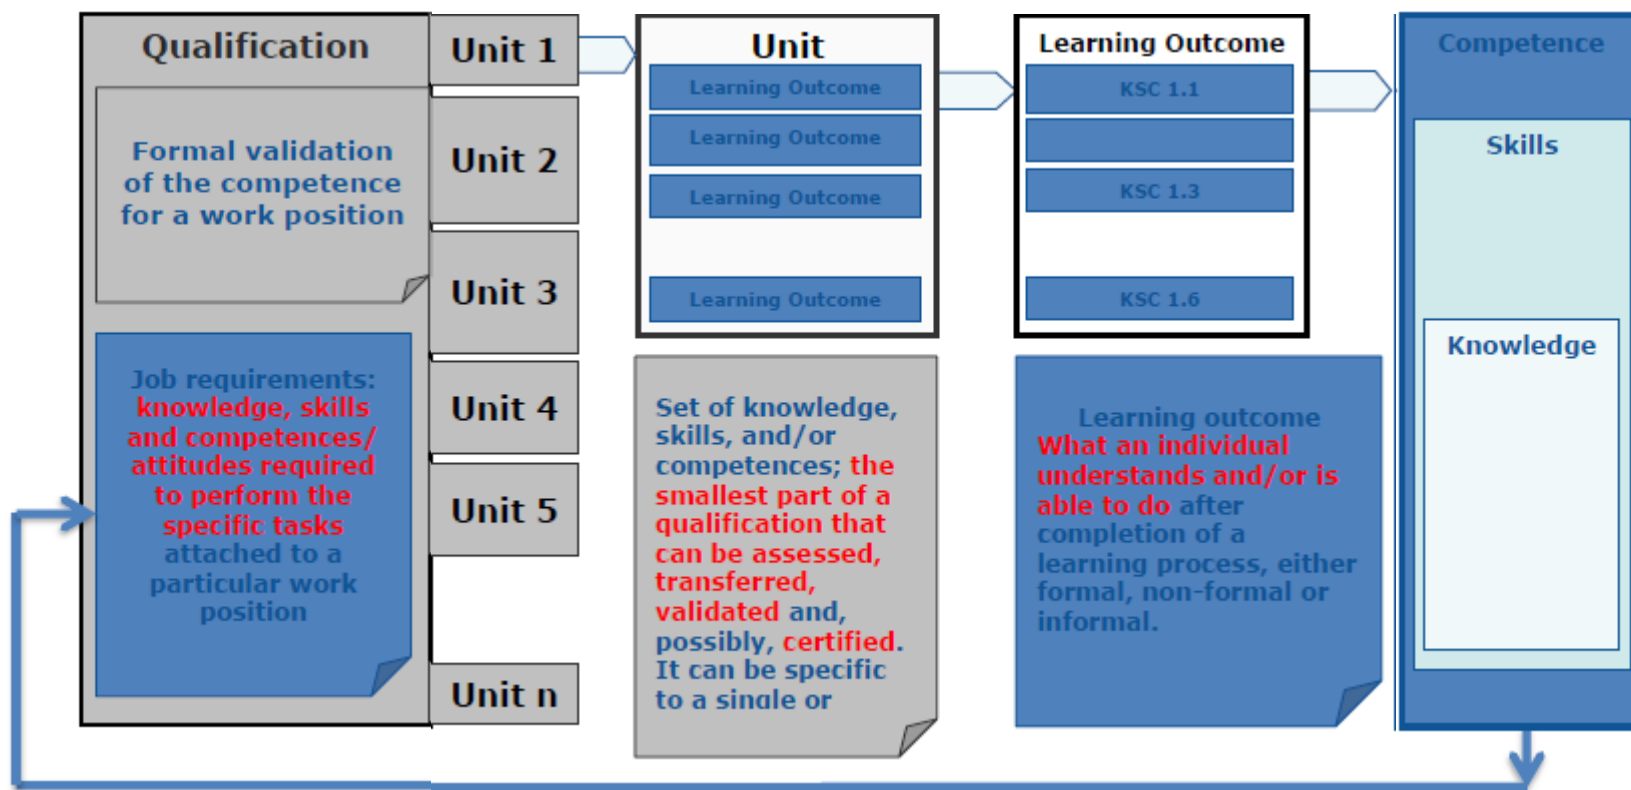 Qualification
Formal validation
of the competence
for a work position
Job requirements:
knowledge, skills
and competences/
attitudes required
to perform the
specific tasks
attached to a
particular work
position
Unit 1
Unit 2
Unit 3
Unit 4
Unit 5
Unit n
Unit
Learning Outcome
Learning Outcome
Learning Outcome
Learning Outcome
Set of knowledge,
skills, and/or
competences; the
smallest part of a
qualification that
can be assessed,
transferred,
validated and,
possibly, certified.
It can be specific
to a single or
Learning Outcome
KSC 1.1
KSC 1.3
KSC 1.6
Learning outcome
What an individual
understands and/or is
able to do after
completion of a
learning process, either
formal, non-formal or
informal.
Competence
Skills
Knowledge